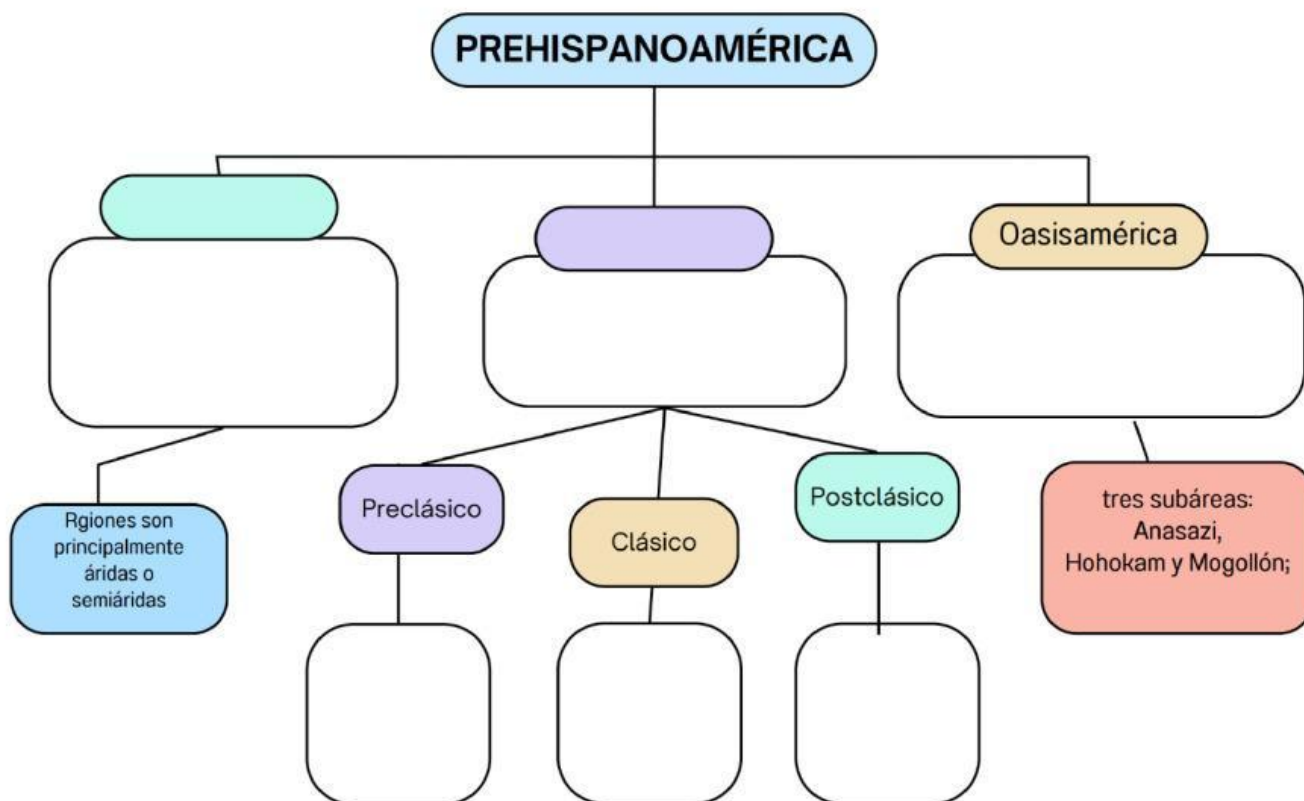 PREHISPANOAMÉRICA
Oasisamérica
Preclásico
Clásico
Postclásico
Rgiones son
principalmente
áridas o
semiáridas
tres subáreas:
Anasazi,
Hohokam y Mogollón;